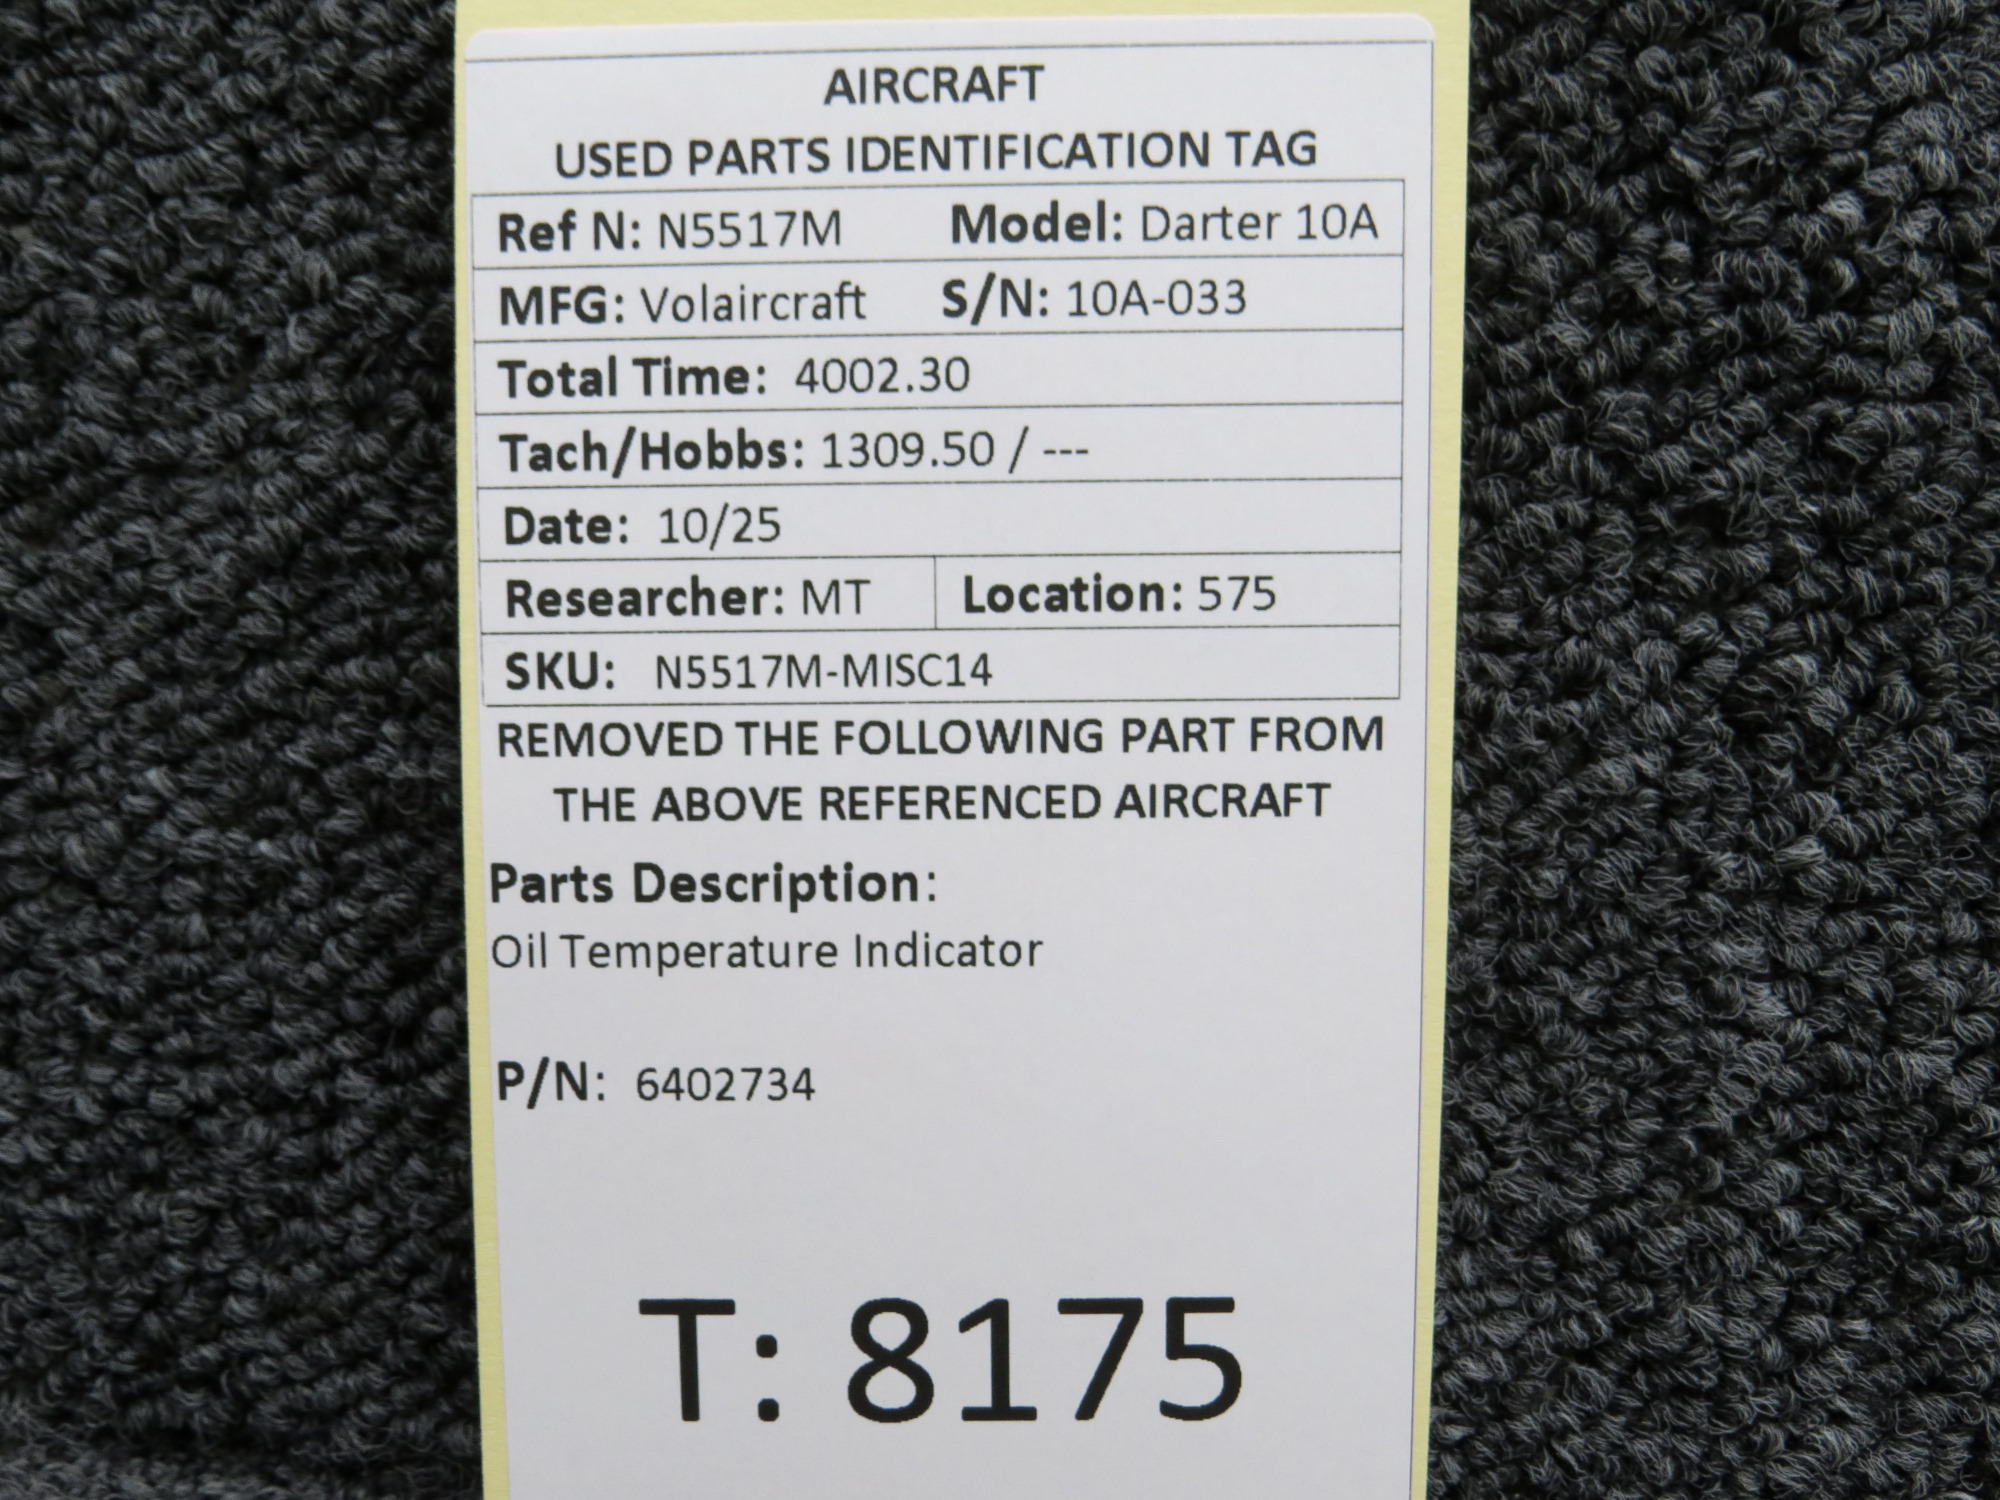 AIRCRAFT
USED PARTS IDENTIFICATION TAG
Ref N: N5517M Model: Darter 10A
MFG: Volaircraft S/N: 10A-033
Total Time: 4002.30
Tach/Hobbs: 1309.50 / ---
Date: 10/25
Researcher: MT Location: 575
SKU: N5517M-MISC14
REMOVED THE FOLLOWING PART FROM
THE ABOVE REFERENCED AIRCRAFT
Parts Description:
Oil Temperature Indicator
P/N: 6402734
T: 8175